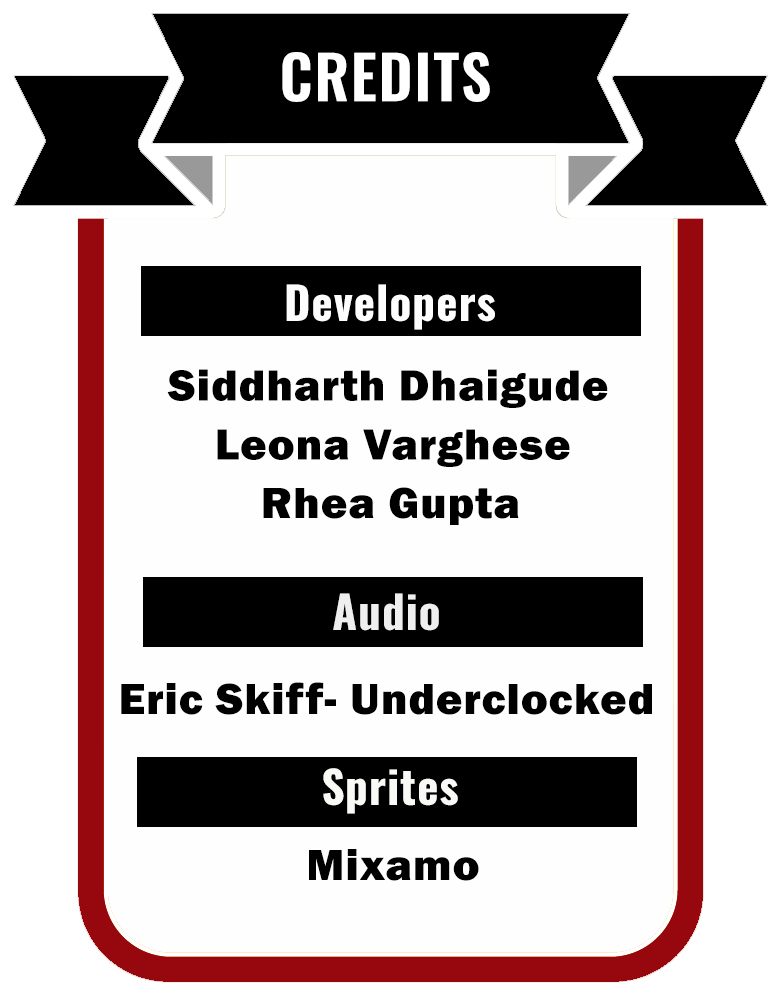 CREDITS
Developers
Siddharth Dhaigude
Leona Varghese
Rhea Gupta
Audio
Eric Skiff- Underclocked
Sprites
Mixamo